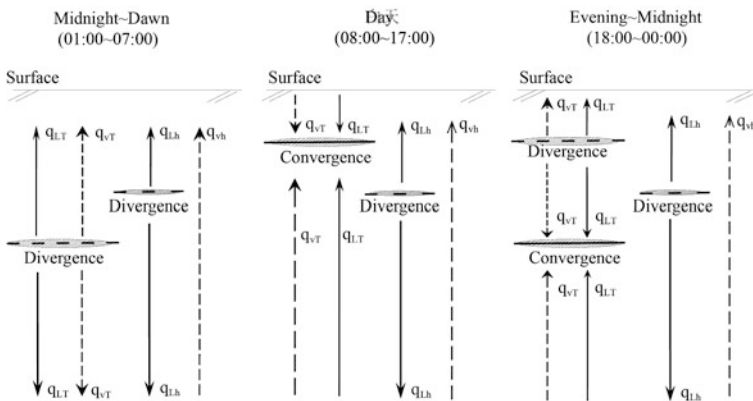 Midnight~Dawn
(01:00~07:00)
Surface
qLT
qvT
qLh
qvh
Divergence
Divergence
qLT
qvT
qLh
Day
(08:00~17:00)
Surface
qvT
qLT
qLh
qvh
Convergence
Divergence
qvT
qLT
qLh
Evening~Midnight
(18:00~00:00)
Surface
qvT
qLT
qLh
qvh
Divergence
Divergence
qvT
qLT
Convergence
qvT
qLT
qLh